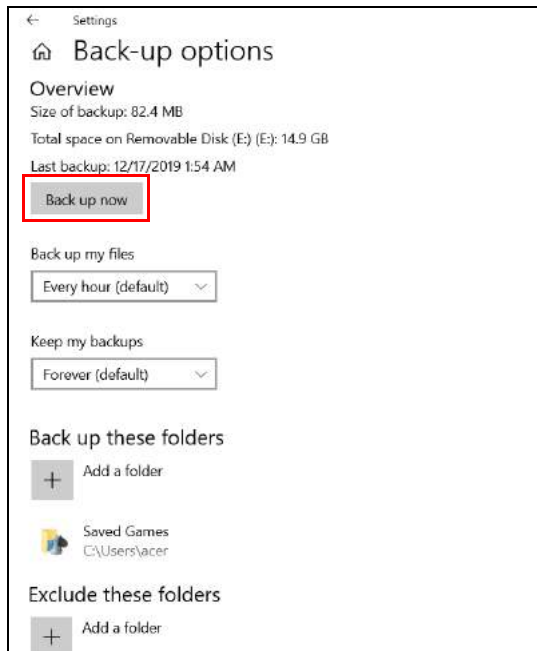 Settings
Back-up options
Overview
Size of backup: 82.4 MB
Total space on Removable Disk (E:) (E:): 14.9 GB
Last backup: 12/17/2019 1:54 AM
Back up now
Back up my files
Every hour (default)
Keep my backups
Forever (default)
Back up these folders
Add a folder
Saved Games
C:\Users\acer
Exclude these folders
Add a folder